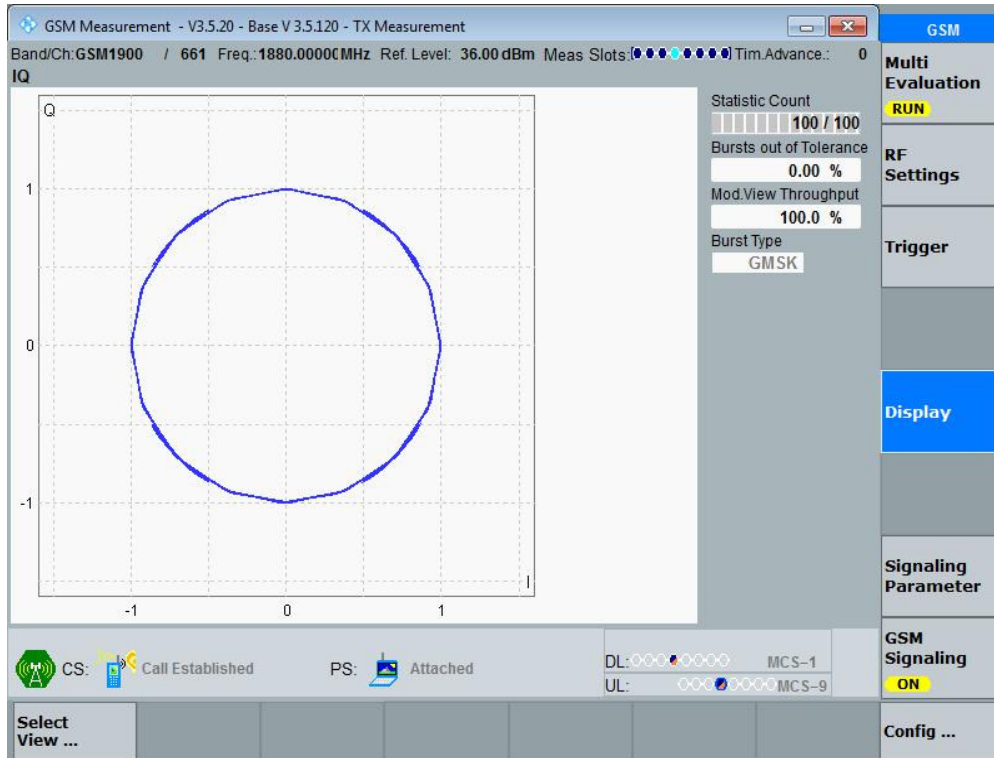 GSM Measurement - V3.5.20 - Base V 3.5.120 - TX Measurement
GSM
Band/Ch:GSM1900 / 661 Freq.:1880.00000MHz Ref. Level: 36.00 dBm Meas Slots: Tim.Advance.: 0
IQ
Multi
Evaluation
RUN
Q
Statistic Count
100 / 100
Bursts out of Tolerance
0.00 %
Mod.View Throughput
100.0 %
Burst Type
GMSK
RF
Settings
Trigger
1
0
-1
I
-1 0 1
Display
Signaling
Parameter
CS: Call Established PS: Attached
DL: MCS-1
UL: MCS-9
GSM
Signaling
ON
Select
View ...
Config ...